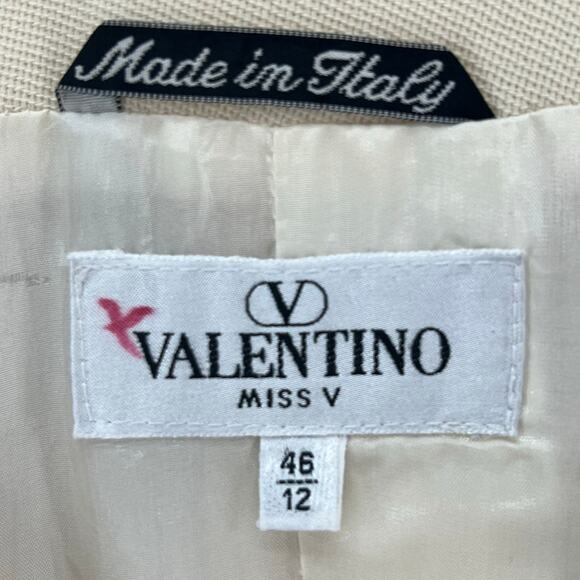 Made in Italy
V
VALENTINO
MISS V
46
12